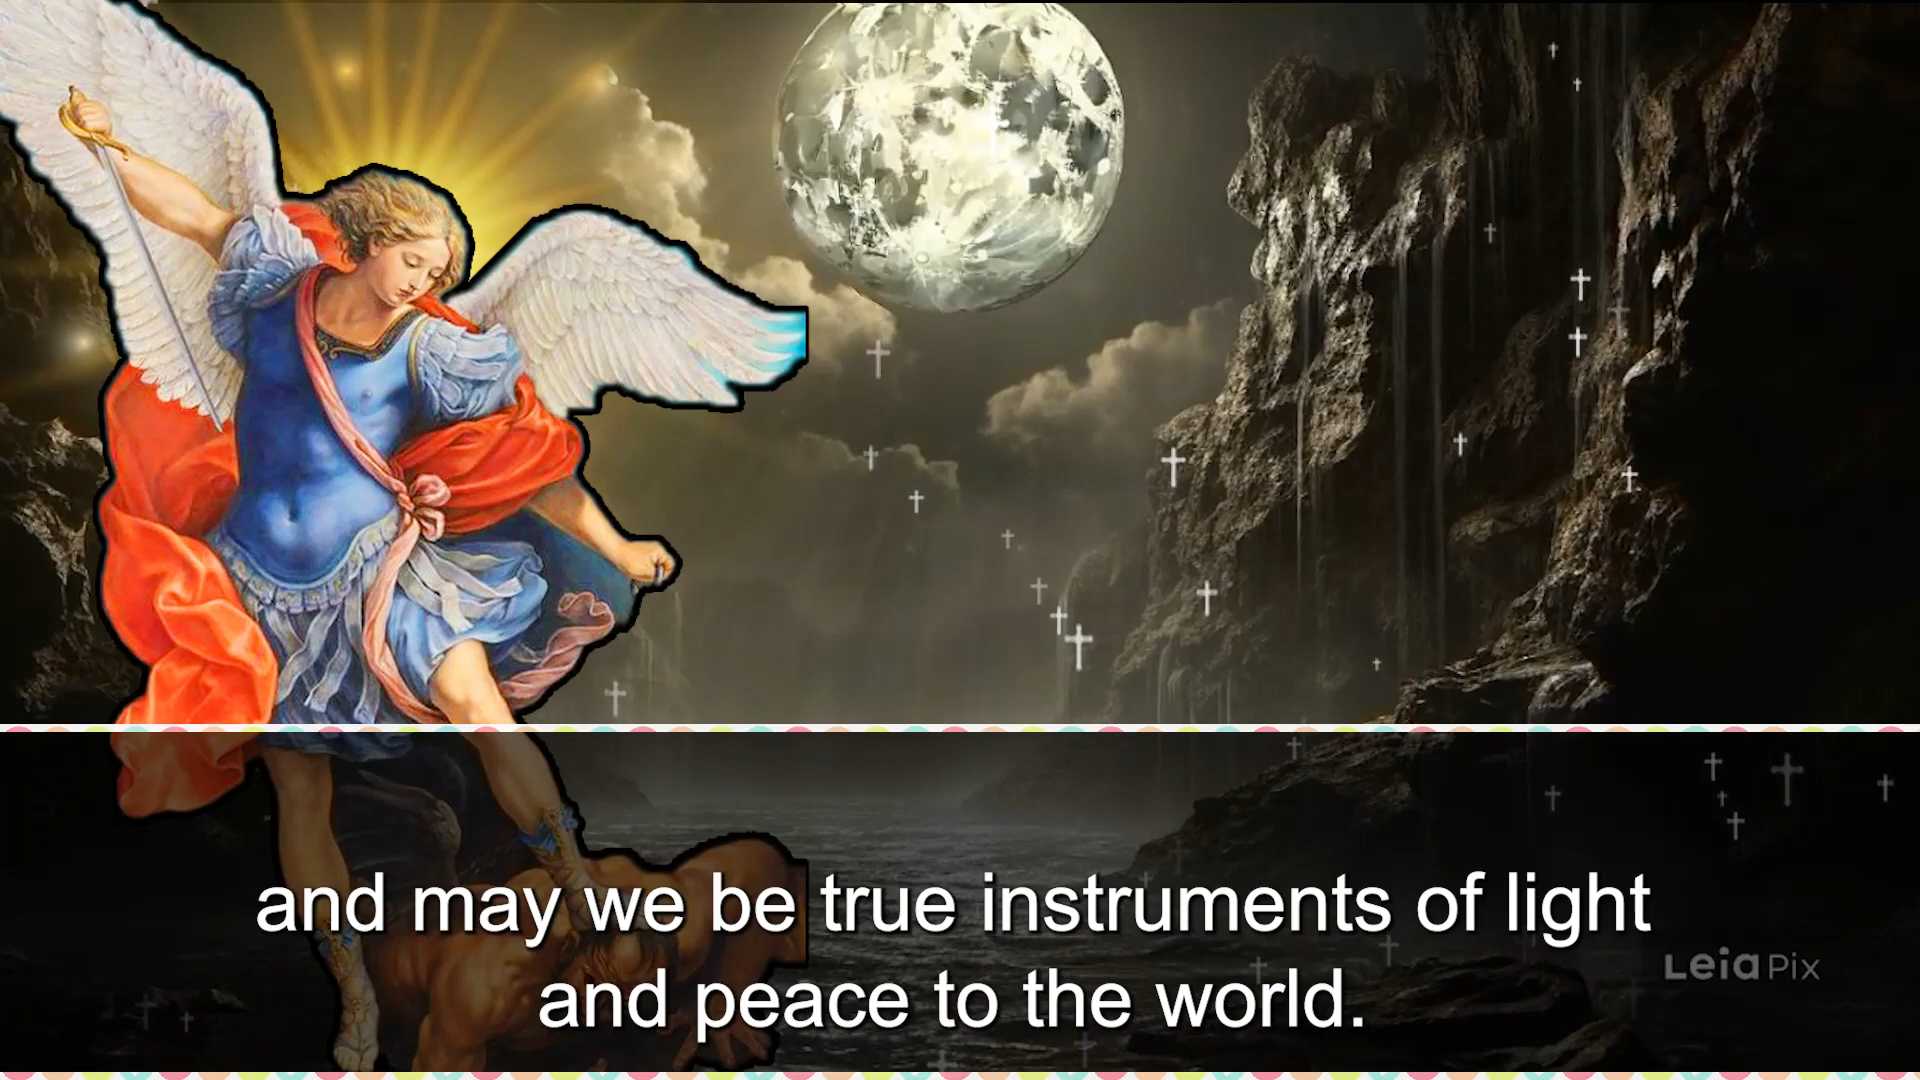 and may we be true instruments of light
and peace to the world.
LeiaPix